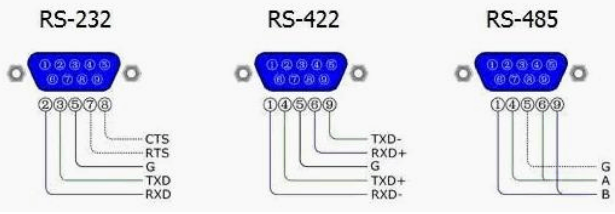 RS-232 RS-422 RS-485
①②③④⑤ ①②③④⑤ ①②③④⑤
⑥⑦⑧⑨ ⑥⑦⑧⑨ ⑥⑦⑧⑨
②③⑤⑦⑧ ①④⑤⑥⑨ ①④⑤⑥⑨
CTS TXD-
RTS RXD+
G G G
TXD TXD+ A
RXD RXD- B